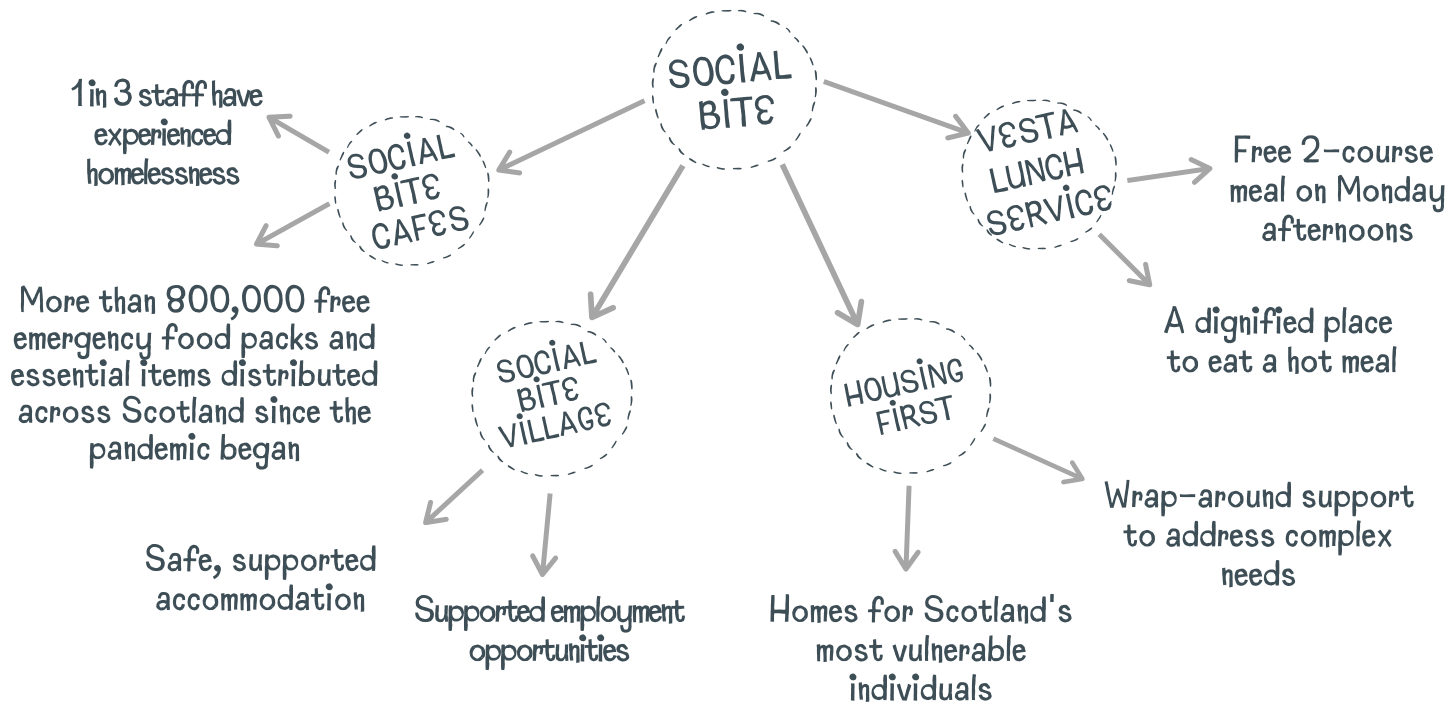 SOCIAL
BITE
SOCIAL
BITE
CAFES
1 in 3 staff have
experienced
homelessness
More than 800,000 free
emergency food packs and
essential items distributed
across Scotland since the
pandemic began
SOCIAL
BITE
VILLAGE
Safe, supported
accommodation
Supported employment
opportunities
HOUSING
FIRST
Homes for Scotland's
most vulnerable
individuals
Wrap-around support
to address complex
needs
VESTA
LUNCH
SERVICE
Free 2-course
meal on Monday
afternoons
A dignified place
to eat a hot meal